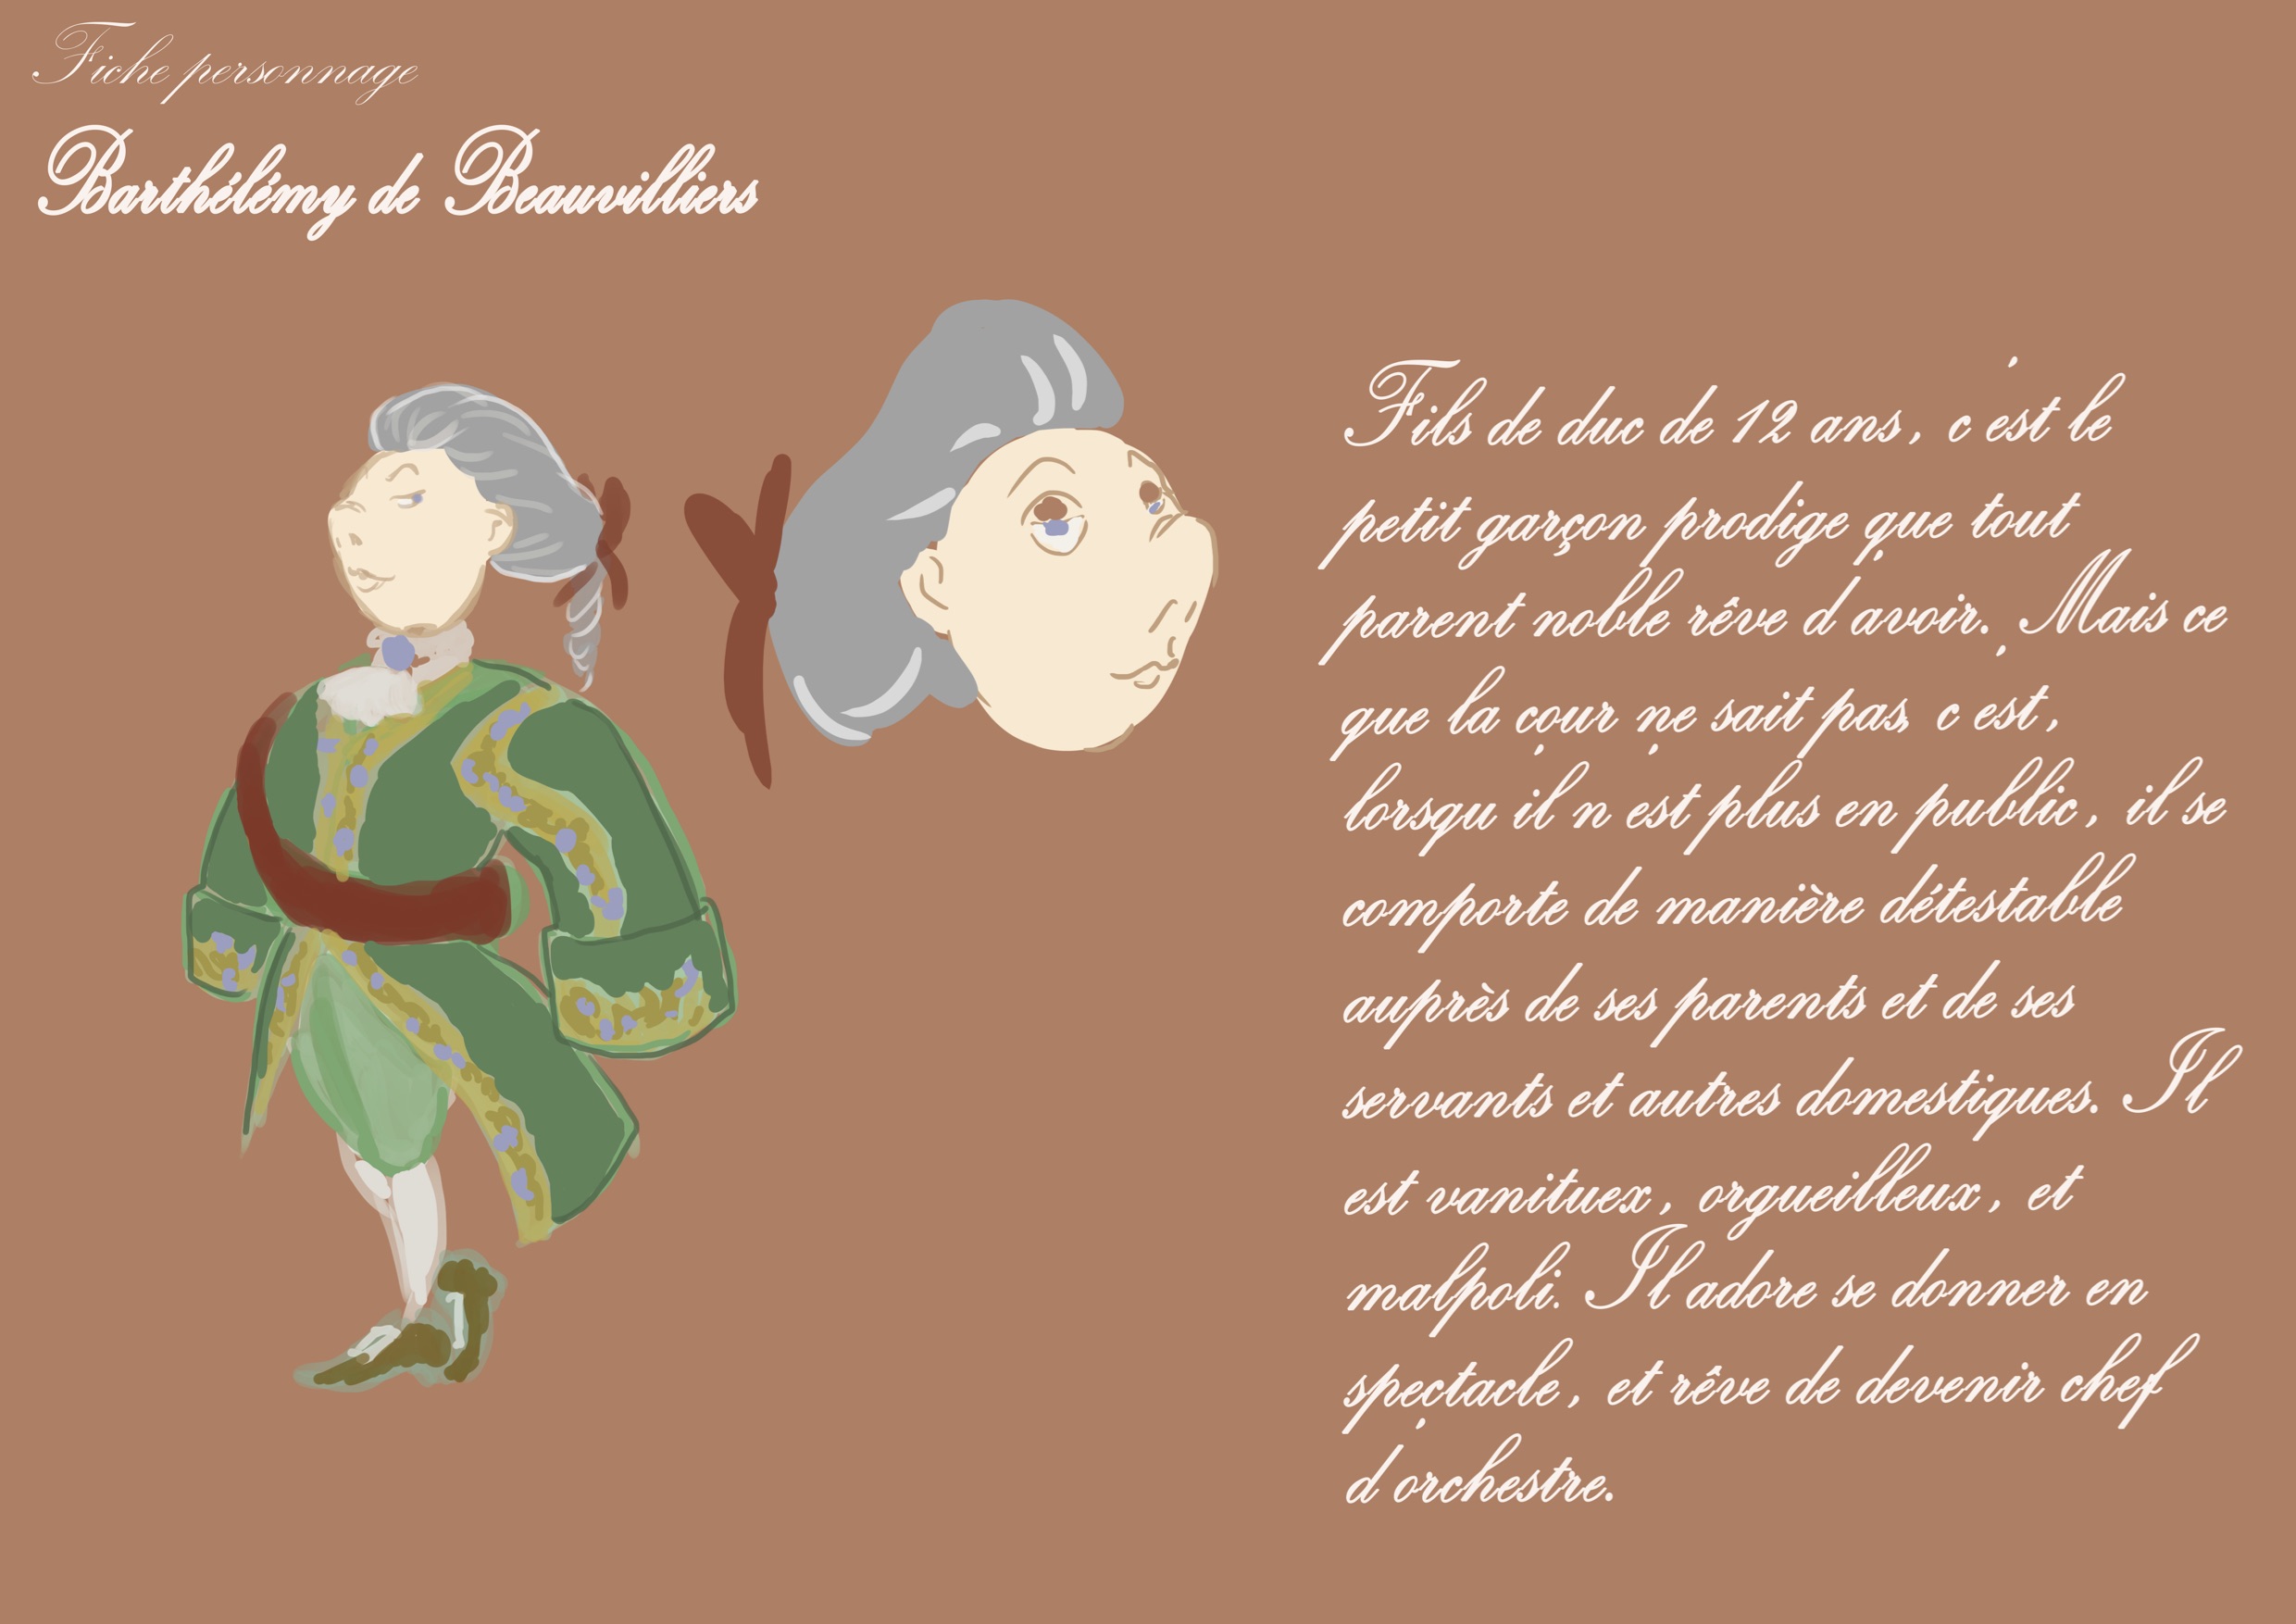 Fiche personnage
Barthélémy de Beauvilliers
Fils de duc de 12 ans, c'est le
petit garçon prodige que tout
parent noble rêve d'avoir. Mais ce
que la cour ne sait pas, c'est,
lorsqu'il n'est plus en public, il se
comporte de manière détestable
auprès de ses parents et de ses
servants et autres domestiques. Il
est vanituex, orgueilleux, et
malpoli. Il adore se donner en
spectacle, et rêve de devenir chef
d'orchestre.